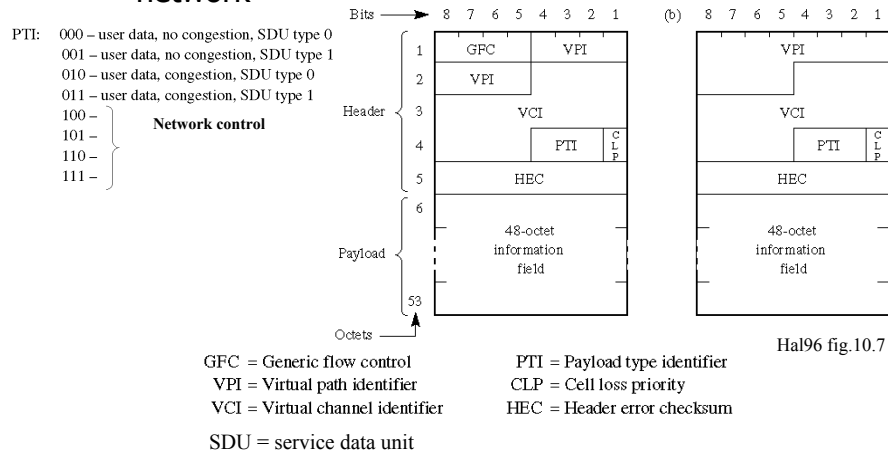 network
PTI: 000 – user data, no congestion, SDU type 0
001 – user data, no congestion, SDU type 1
010 – user data, congestion, SDU type 0
011 – user data, congestion, SDU type 1
100 –
101 –
110 –
111 –
Network control
Bits 8 7 6 5 4 3 2 1
Header
1 GFC VPI
2 VPI
3 VCI
4 PTI CLP
5 HEC
Payload
6
48-octet
information
field
53
Octets
(b) 8 7 6 5 4 3 2 1
VPI
VCI
PTI CLP
HEC
48-octet
information
field
Hal96 fig.10.7
GFC = Generic flow control
VPI = Virtual path identifier
VCI = Virtual channel identifier
PTI = Payload type identifier
CLP = Cell loss priority
HEC = Header error checksum
SDU = service data unit